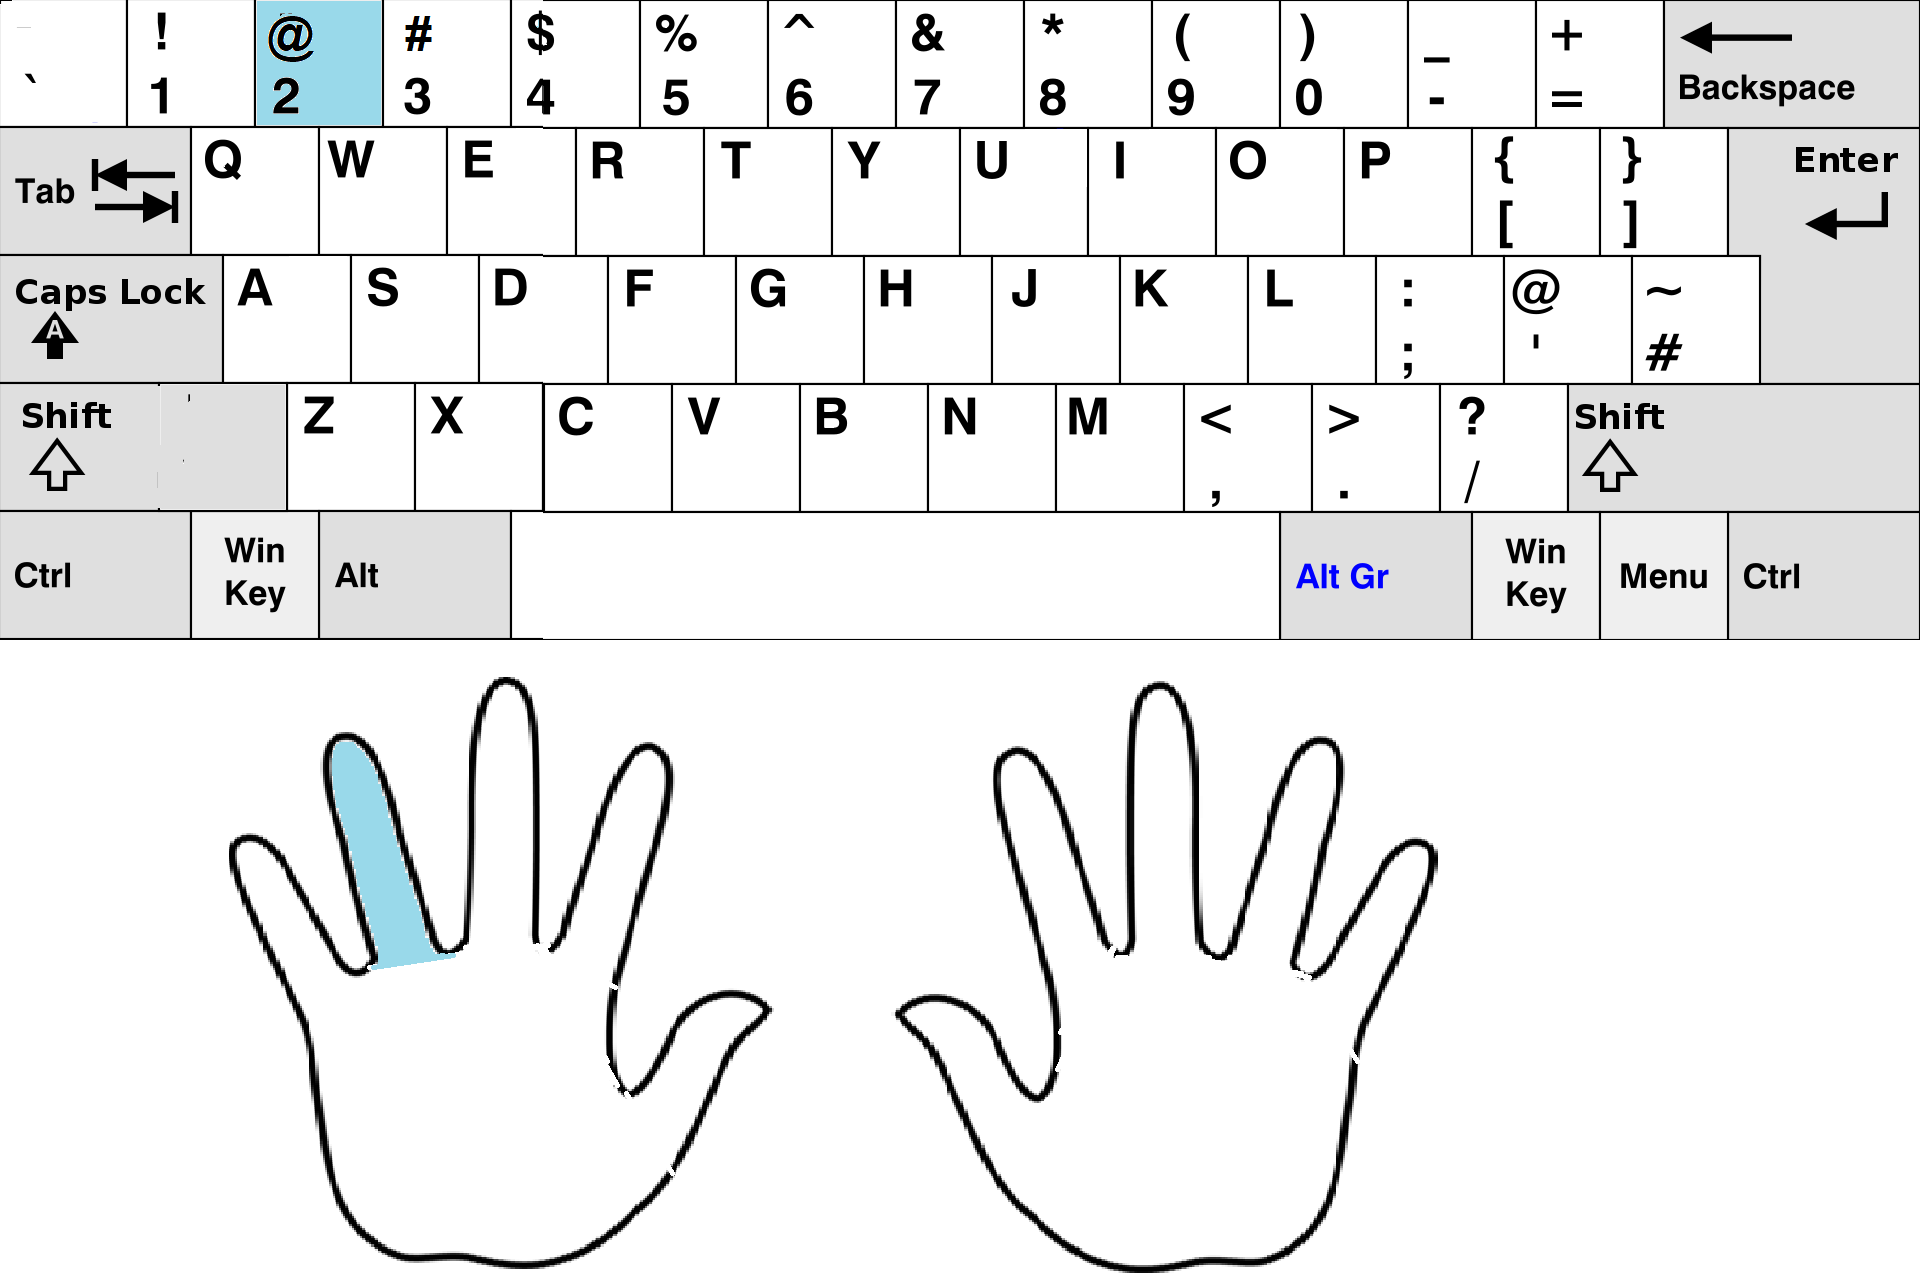 ! @ # $ % ^ & * ( ) _ +
` 1 2 3 4 5 6 7 8 9 0 - = Backspace
Tab Q W E R T Y U I O P { } Enter
[ ]
Caps Lock A S D F G H J K L : @ ~
A ; ' #
Shift Z X C V B N M < > ? Shift
, . /
Ctrl Win Key Alt Alt Gr Win Key Menu Ctrl